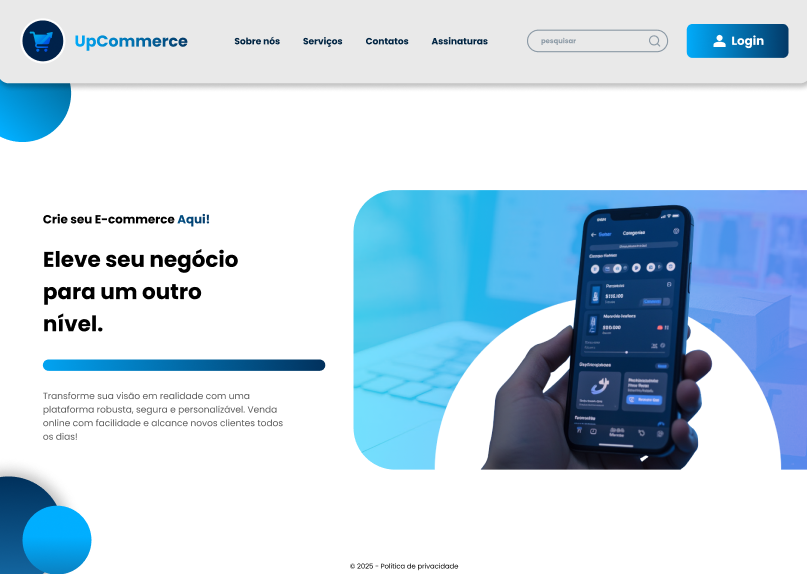 UpCommerce
Sobre nós
Serviços
Contatos
Assinaturas
pesquisar
Login
Crie seu E-commerce Aqui!
Eleve seu negócio
para um outro
nível.
Transforme sua visão em realidade com uma
plataforma robusta, segura e personalizável. Venda
online com facilidade e alcance novos clientes todos
os dias!
Categories
© 2025 - Politica de privacidade